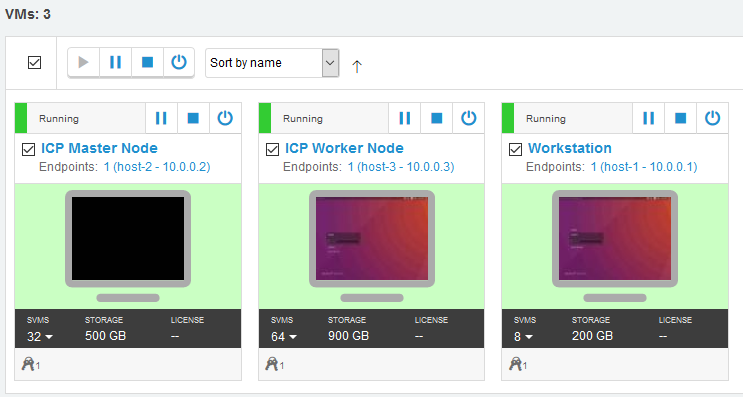 VMs: 3
Sort by name
Running
ICP Master Node
Endpoints: 1 (host-2 - 10.0.0.2)
SVMS STORAGE LICENSE
32 500 GB --
1
Running
ICP Worker Node
Endpoints: 1 (host-3 - 10.0.0.3)
SVMS STORAGE LICENSE
64 900 GB --
1
Running
Workstation
Endpoints: 1 (host-1 - 10.0.0.1)
SVMS STORAGE LICENSE
8 200 GB --
1